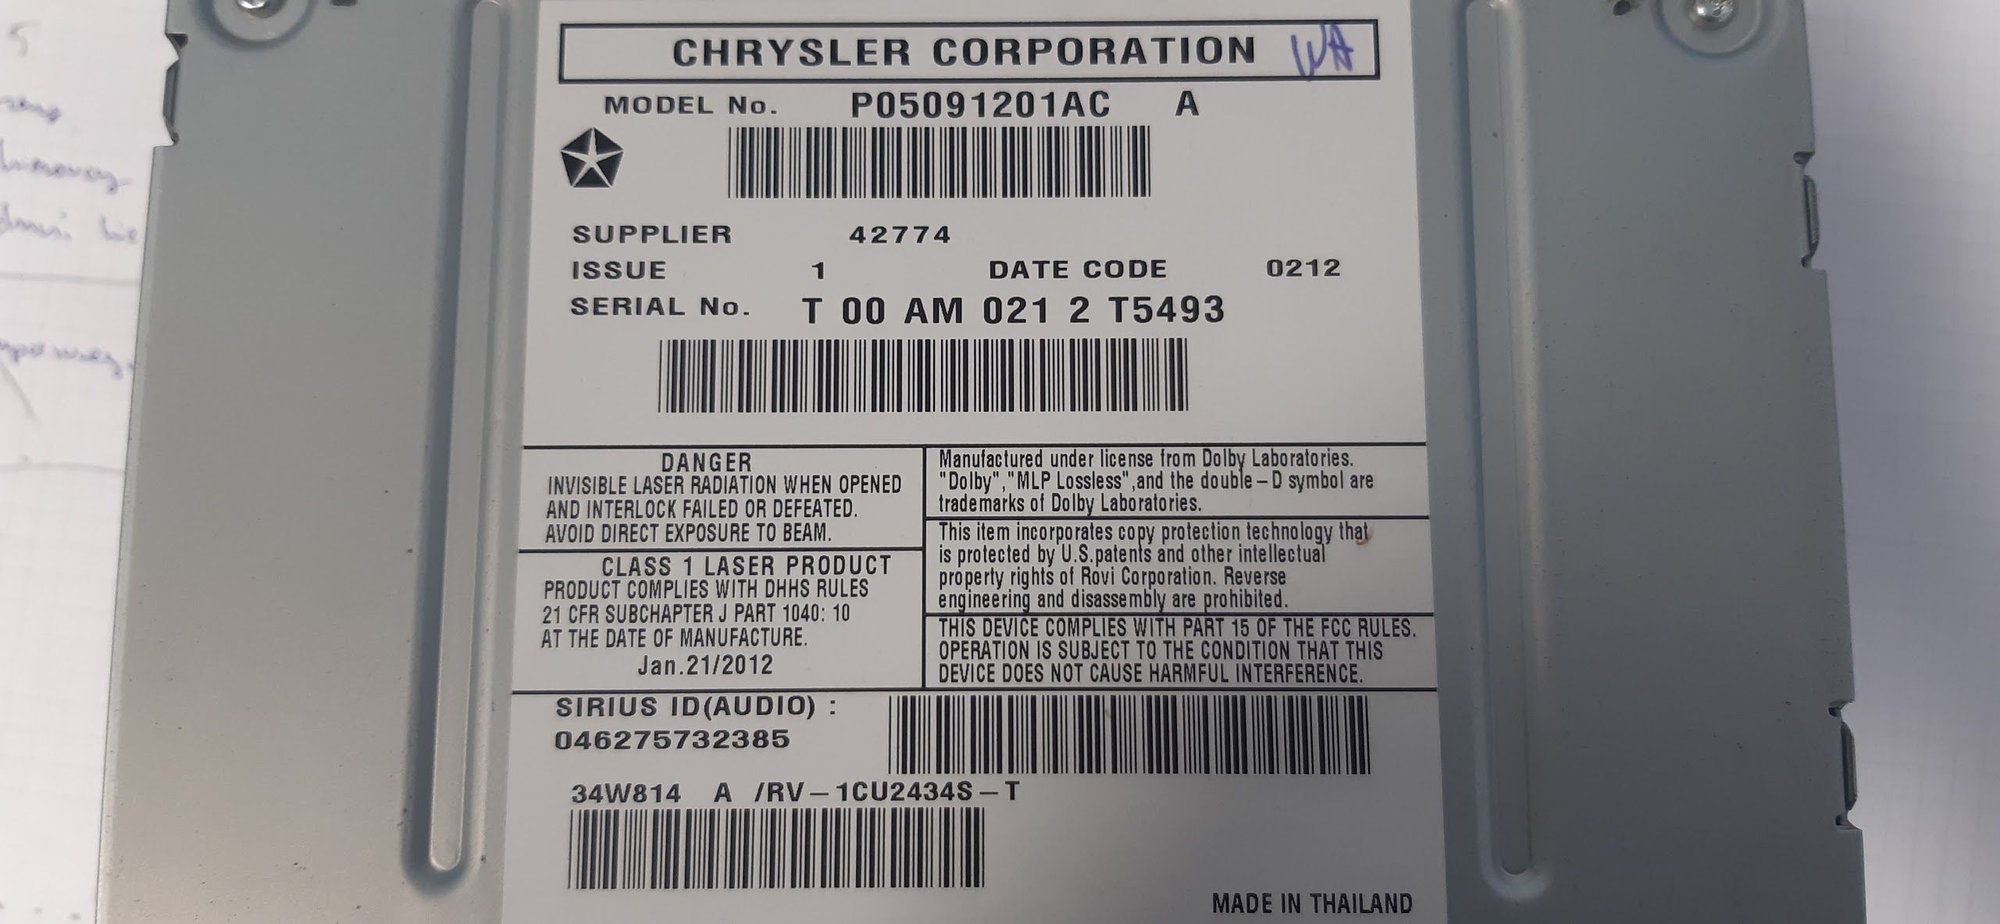 CHRYSLER CORPORATION WA
MODEL No. P05091201AC A
SUPPLIER 42774
ISSUE 1 DATE CODE 0212
SERIAL No. T 00 AM 021 2 T5493
DANGER
INVISIBLE LASER RADIATION WHEN OPENED
AND INTERLOCK FAILED OR DEFEATED.
AVOID DIRECT EXPOSURE TO BEAM.
CLASS 1 LASER PRODUCT
PRODUCT COMPLIES WITH DHHS RULES
21 CFR SUBCHAPTER J PART 1040: 10
AT THE DATE OF MANUFACTURE.
Jan.21/2012
Manufactured under license from Dolby Laboratories.
"Dolby","MLP Lossless",and the double–D symbol are
trademarks of Dolby Laboratories.
This item incorporates copy protection technology that
is protected by U.S.patents and other intellectual
property rights of Rovi Corporation. Reverse
engineering and disassembly are prohibited.
THIS DEVICE COMPLIES WITH PART 15 OF THE FCC RULES.
OPERATION IS SUBJECT TO THE CONDITION THAT THIS
DEVICE DOES NOT CAUSE HARMFUL INTERFERENCE.
SIRIUS ID(AUDIO) :
046275732385
34W814 A /RV–1CU2434S–T
MADE IN THAILAND
5